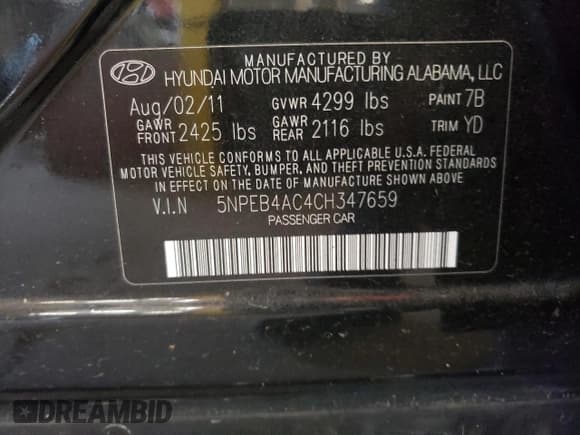 MANUFACTURED BY
HYUNDAI MOTOR MANUFACTURING ALABAMA, LLC
Aug/02/11 GVWR 4299 lbs PAINT 7B
GAWR FRONT 2425 lbs GAWR REAR 2116 lbs TRIM YD
THIS VEHICLE CONFORMS TO ALL APPLICABLE U.S.A. FEDERAL
MOTOR VEHICLE SAFETY, BUMPER, AND THEFT PREVENTION STANDARDS
IN EFFECT ON THE DATE OF MANUFACTURE SHOWN ABOVE
V.I.N 5NPEB4AC4CH347659
PASSENGER CAR
DREAMBID